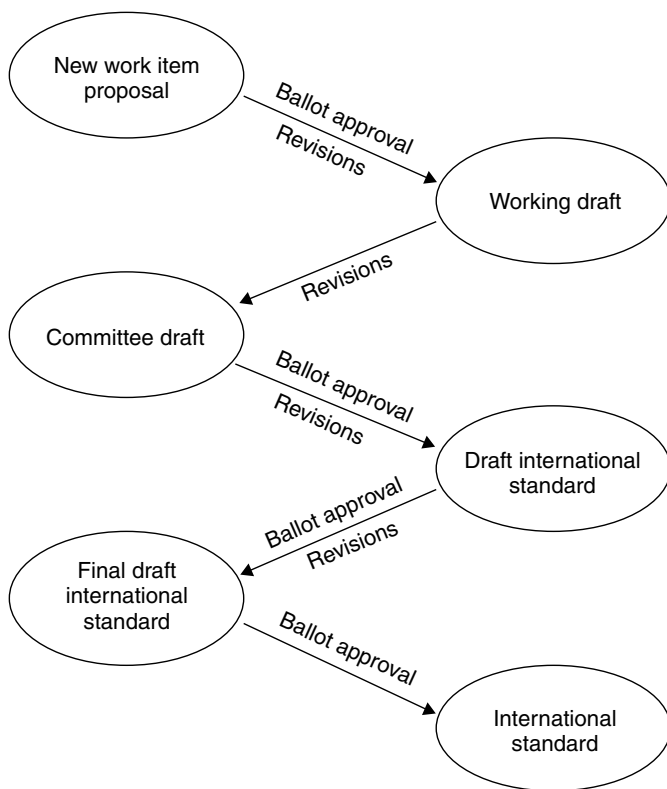 New work item
proposal
Ballot approval
Revisions
Working draft
Revisions
Committee draft
Ballot approval
Revisions
Draft international
standard
Ballot approval
Revisions
Final draft
international
standard
Ballot approval
International
standard